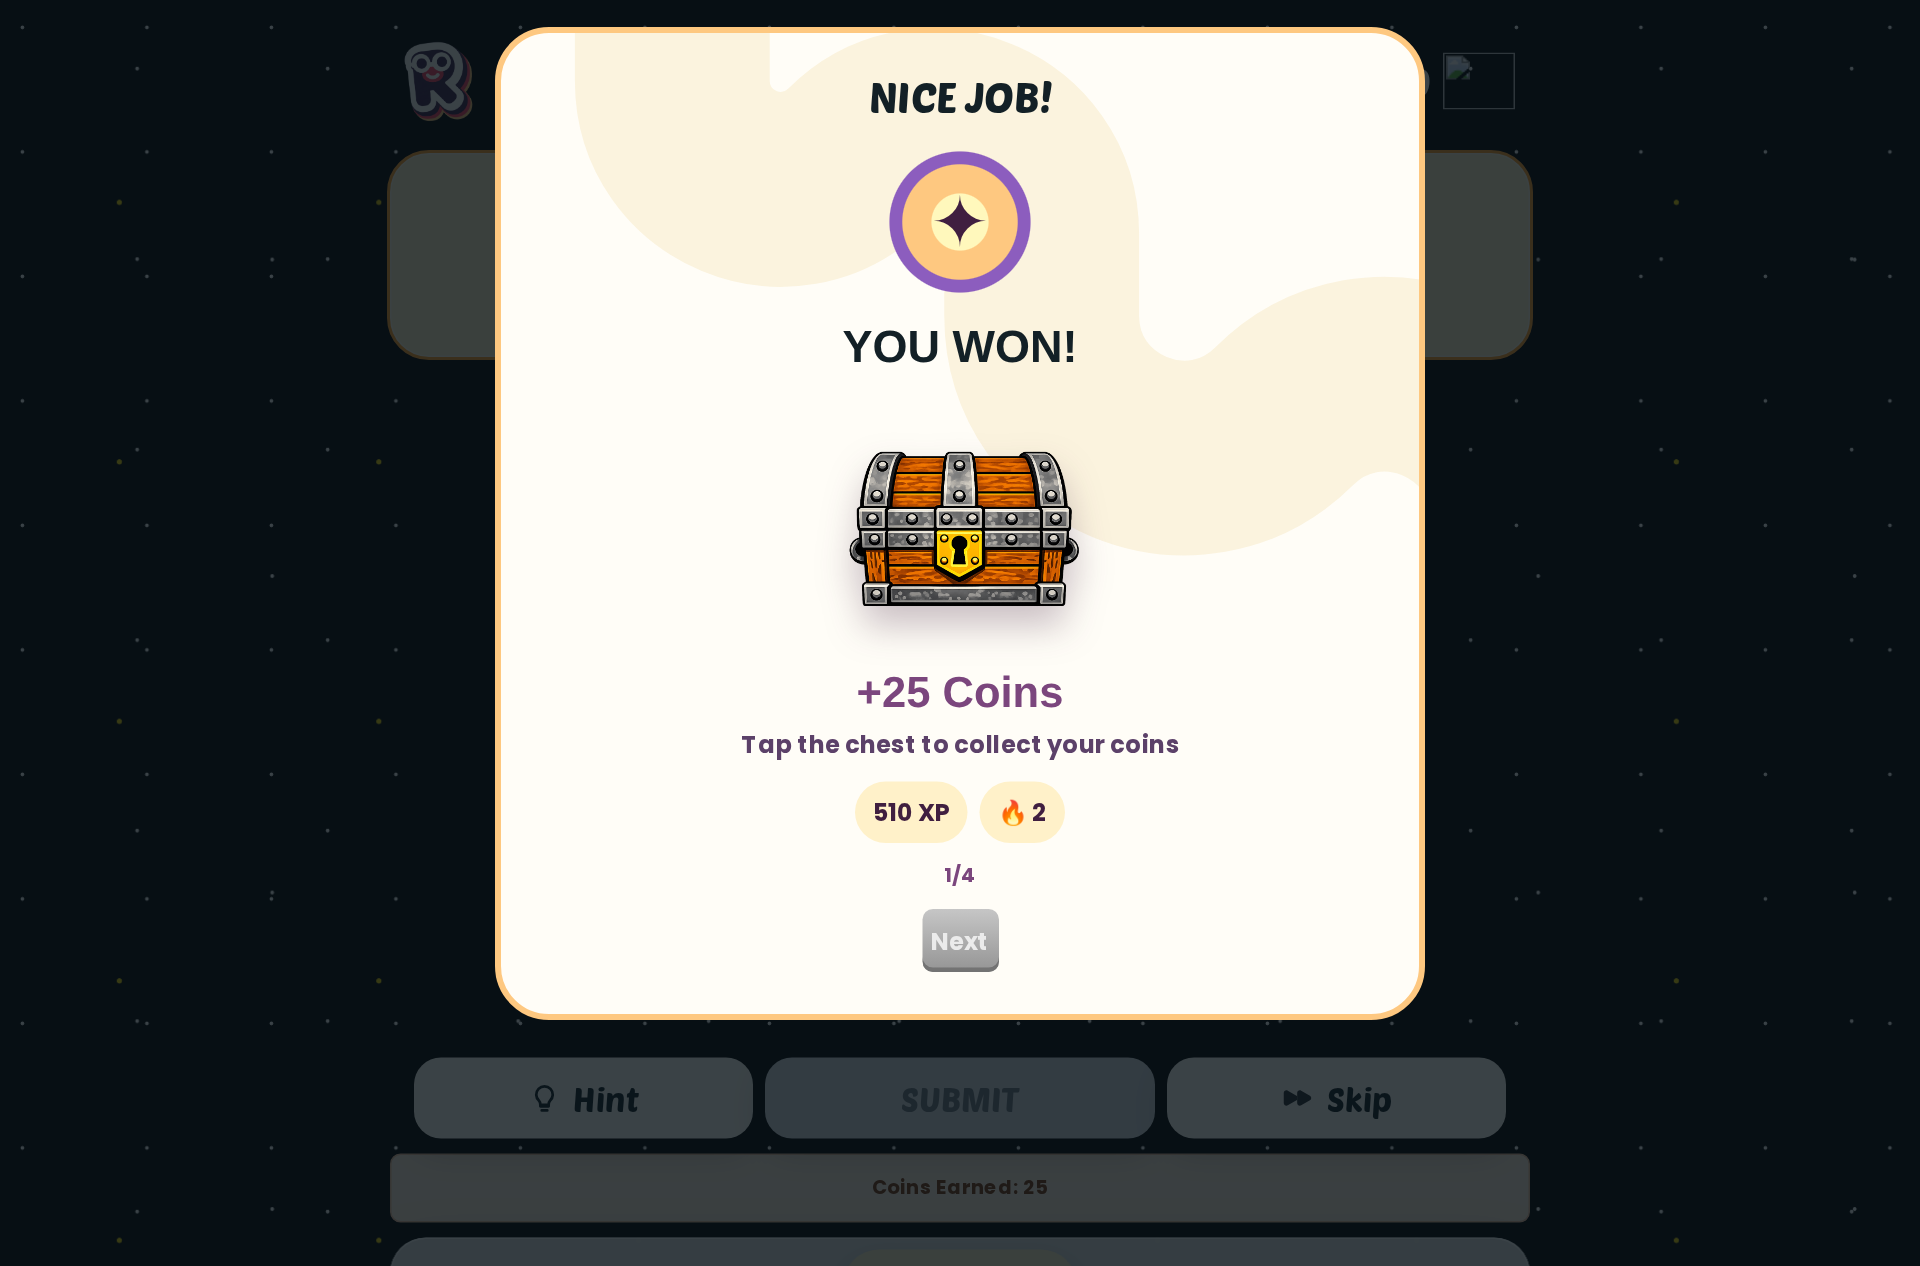 NICE JOB!
YOU WON!
+25 Coins
Tap the chest to collect your coins
510 XP
🔥 2
1/4
Next
Hint
SUBMIT
Skip
Coins Earned: 25